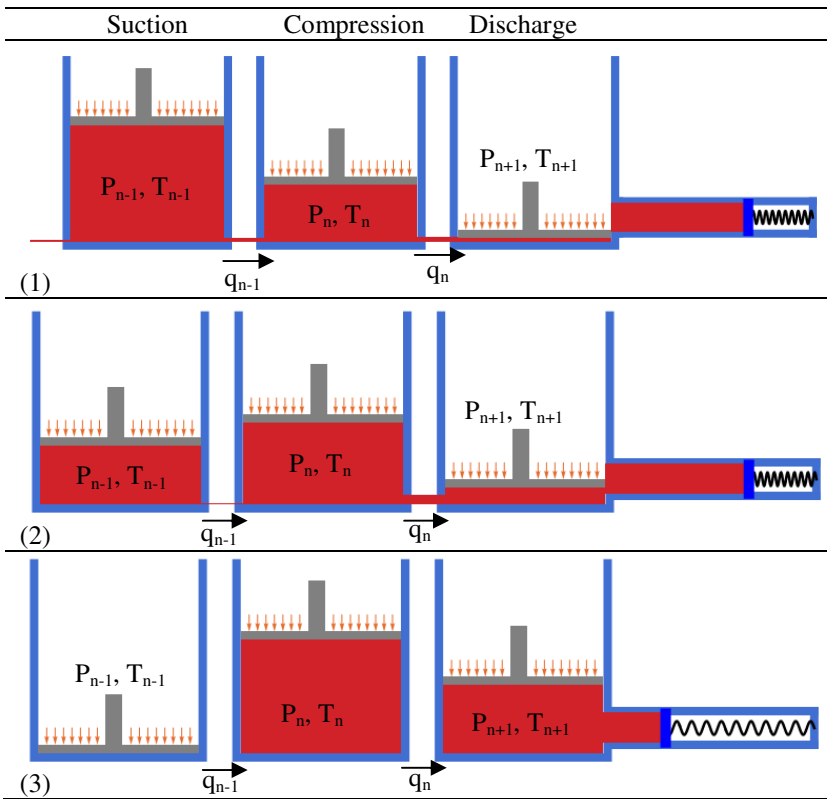 Suction Compression Discharge
Pn-1, Tn-1
Pn, Tn
Pn+1, Tn+1
(1)
qn-1
qn
Pn-1, Tn-1
Pn, Tn
Pn+1, Tn+1
(2)
qn-1
qn
Pn-1, Tn-1
Pn, Tn
Pn+1, Tn+1
(3)
qn-1
qn